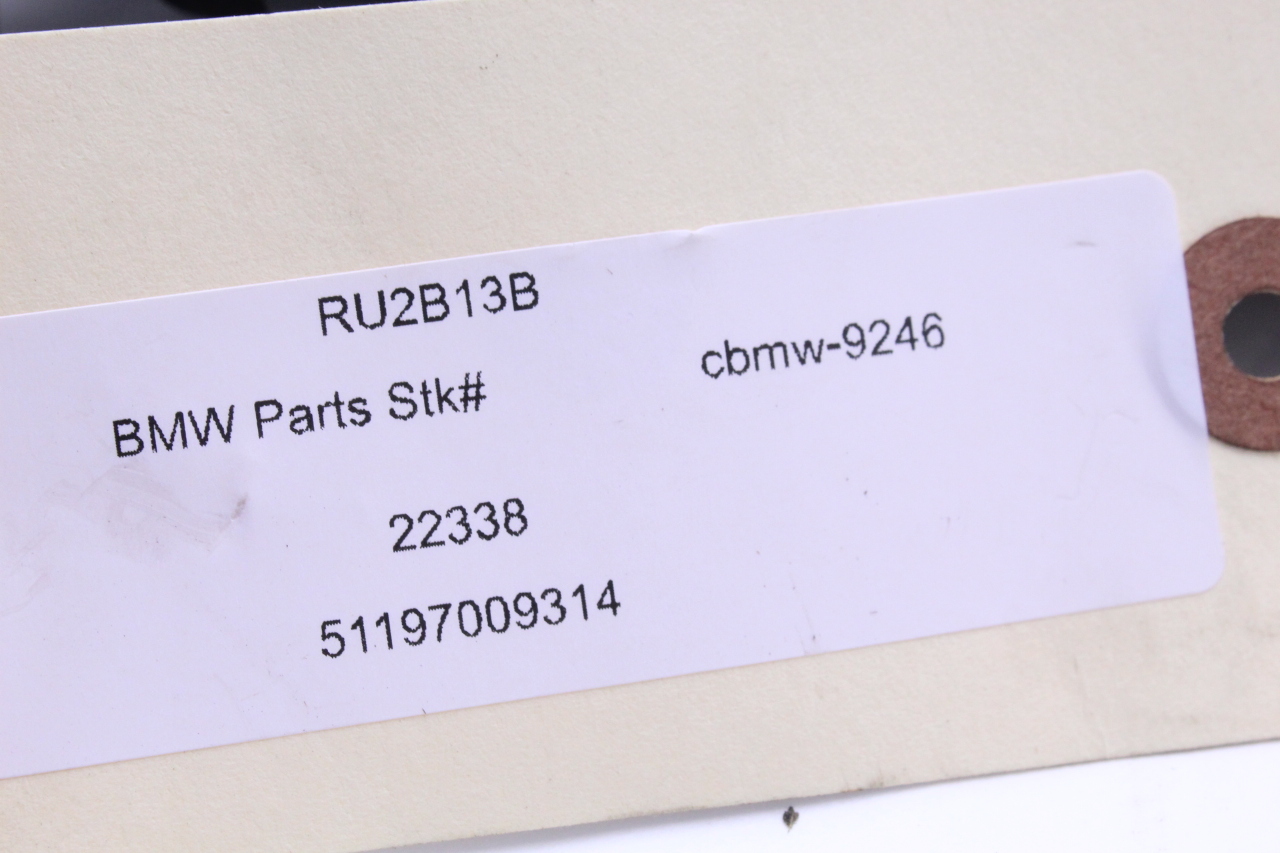 RU2B13B
cbmw-9246
BMW Parts Stk#
22338
51197009314